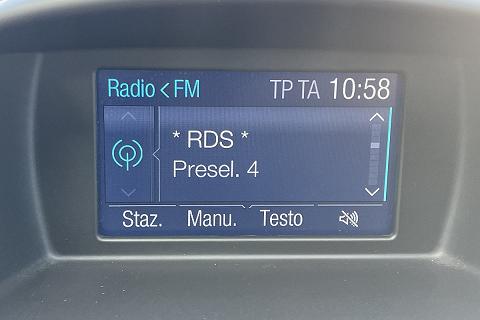 Radio < FM TP TA 10:58
* RDS *
Presel. 4
Staz. Manu. Testo